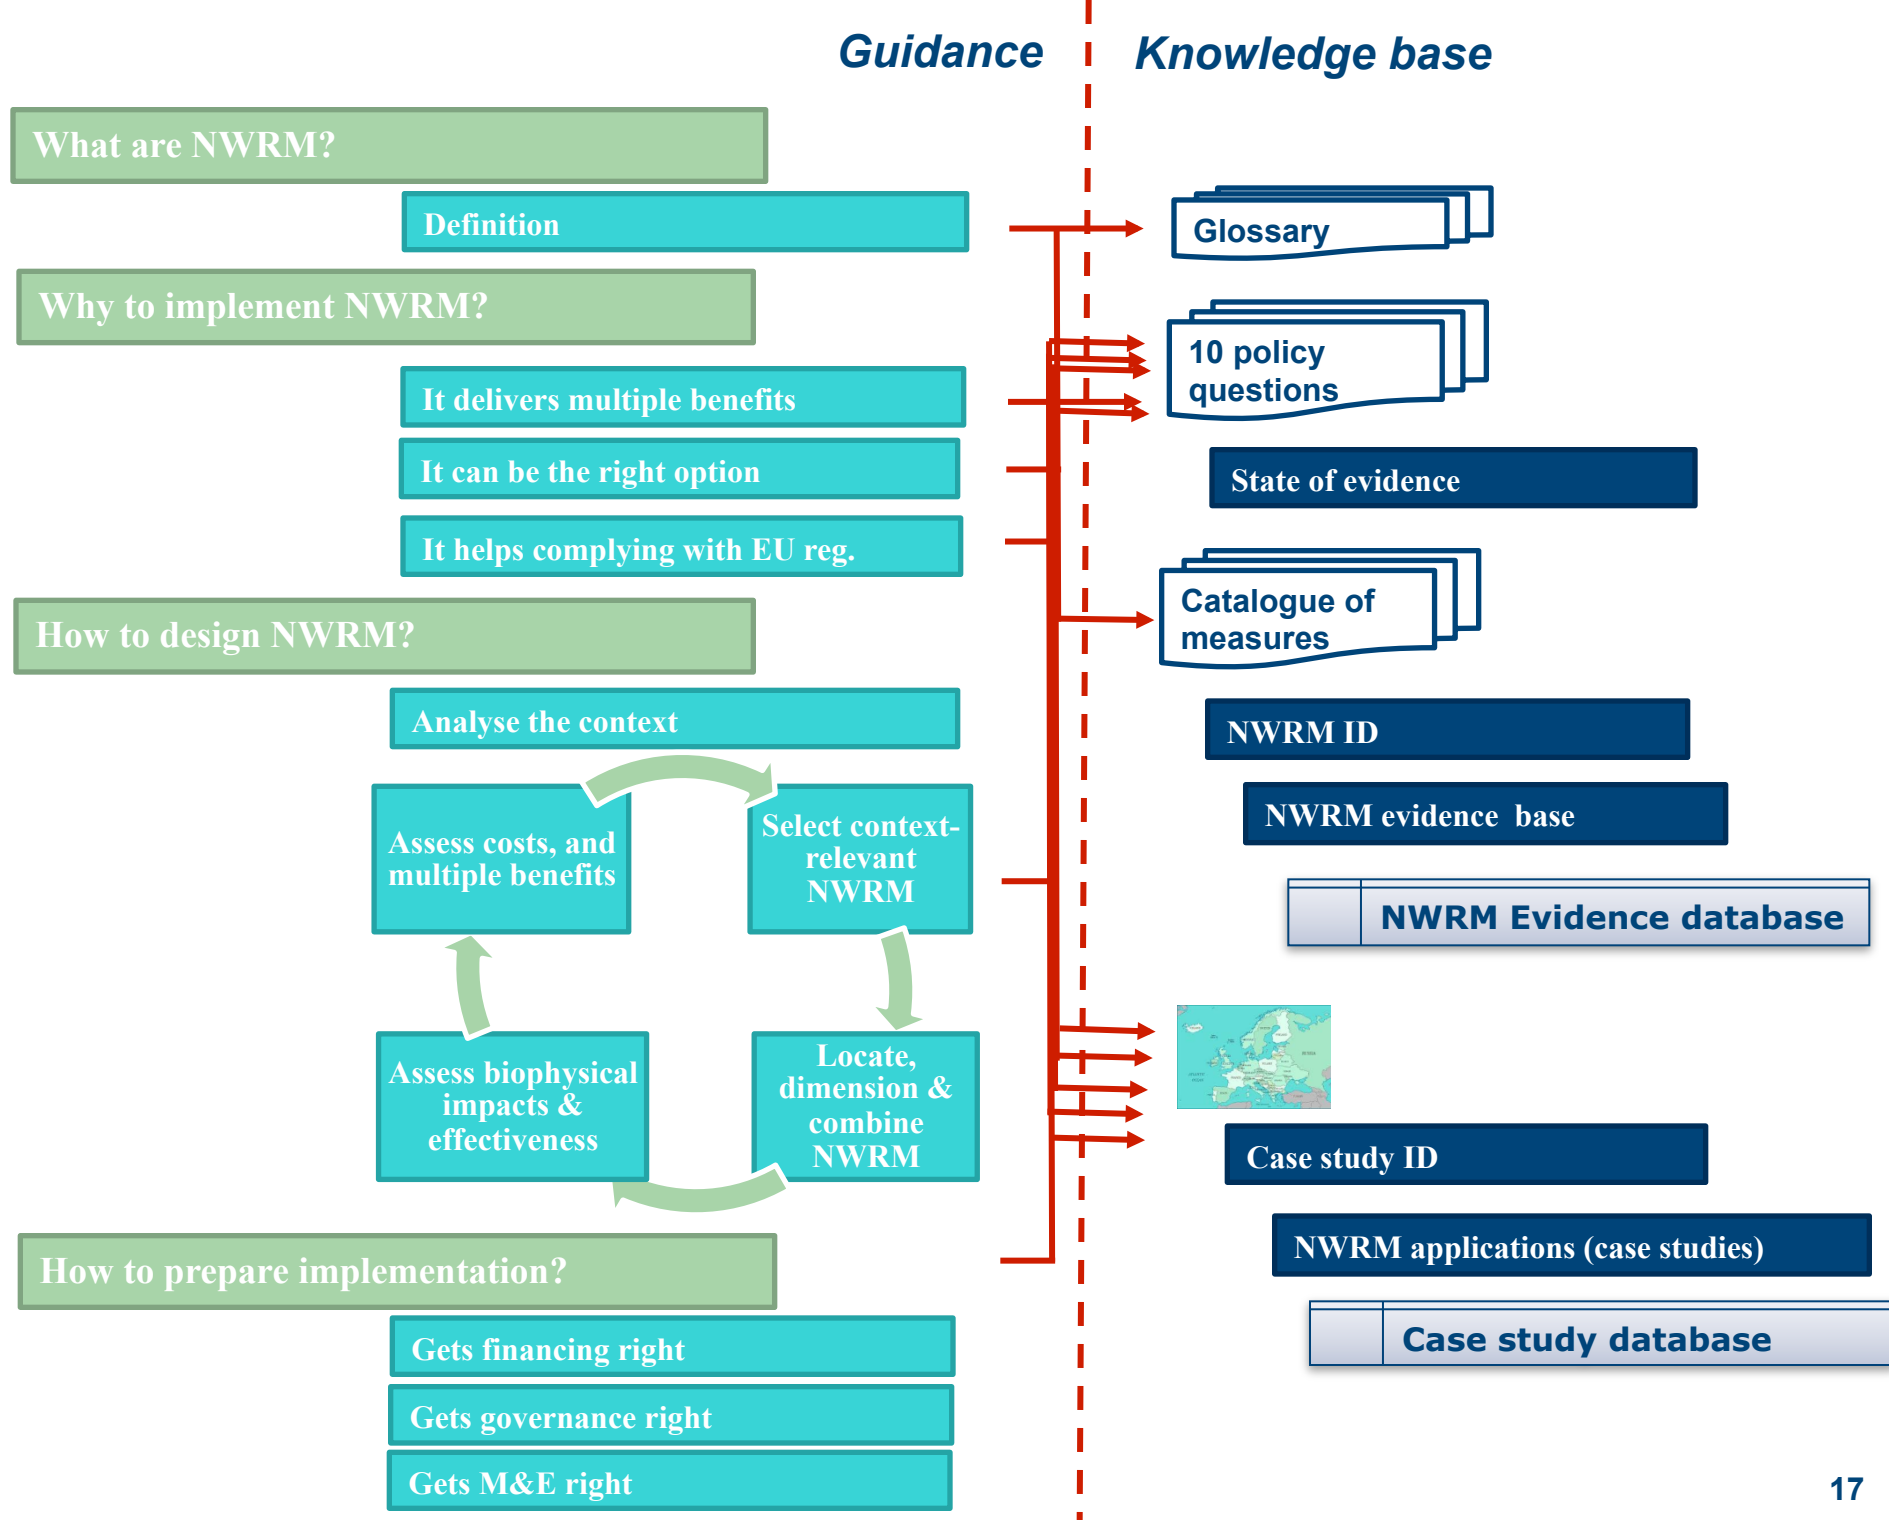 Guidance
Knowledge base
What are NWRM?
Definition
Why to implement NWRM?
It delivers multiple benefits
It can be the right option
It helps complying with EU reg.
How to design NWRM?
Analyse the context
Assess costs, and
multiple benefits
Select context-
relevant
NWRM
Assess biophysical
impacts &
effectiveness
Locate,
dimension &
combine
NWRM
How to prepare implementation?
Gets financing right
Gets governance right
Gets M&E right
Glossary
10 policy
questions
State of evidence
Catalogue of
measures
NWRM ID
NWRM evidence base
NWRM Evidence database
Case study ID
NWRM applications (case studies)
Case study database
17